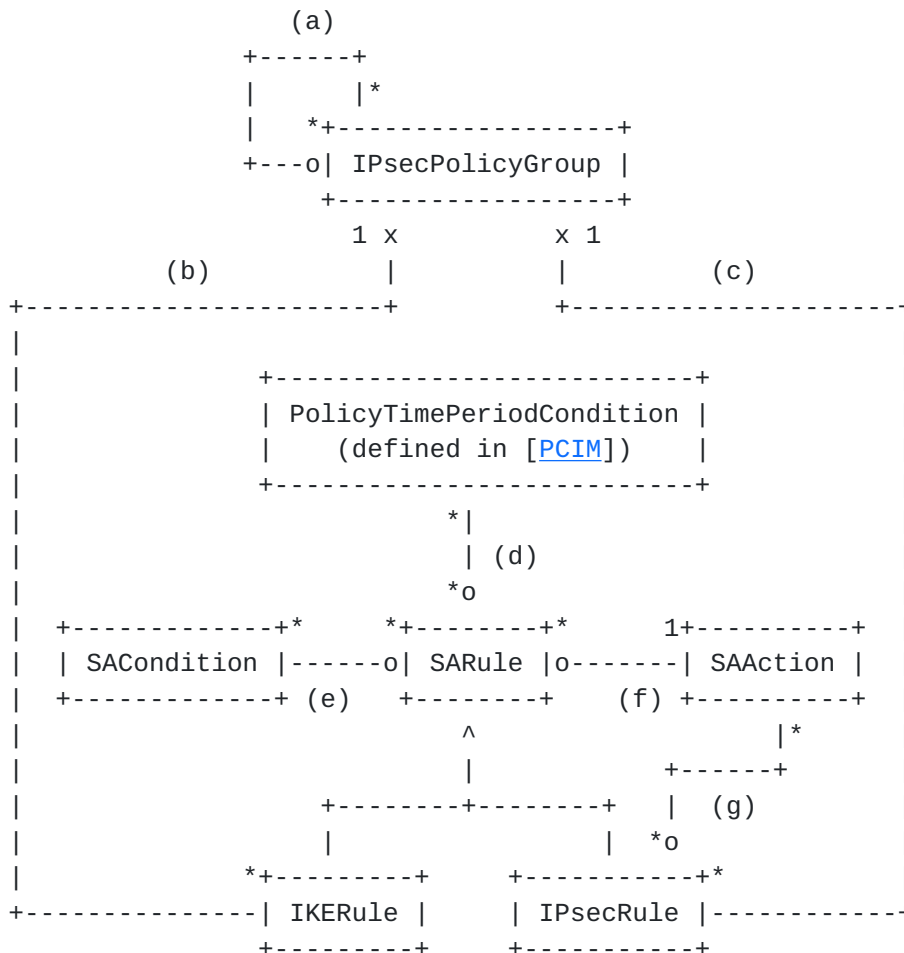 (a)
               +------+
               |      |*
               |   *+------------------+
               +---o| IPsecPolicyGroup |
                    +------------------+
                      1 x          x 1
          (b)           |          |         (c)
+-----------------------+          +---------------------+
|                                                        |
|               +---------------------------+            |
|               | PolicyTimePeriodCondition |            |
|               |    (defined in [PCIM])    |            |
|               +---------------------------+            |
|                            *|                          |
|                             | (d)                      |
|                            *o                          |
|  +-------------+*     *+--------+*      1+----------+  |
|  | SACondition |------o| SARule |o-------| SAAction |  |
|  +-------------+ (e)   +--------+    (f) +----------+  |
|                             ^                   |*     |
|                             |            +------+      |
|                    +--------+--------+   |  (g)        |
|                    |                 |  *o             |
|               *+---------+     +-----------+*          |
+---------------| IKERule |     | IPsecRule |------------+
                +---------+     +-----------+